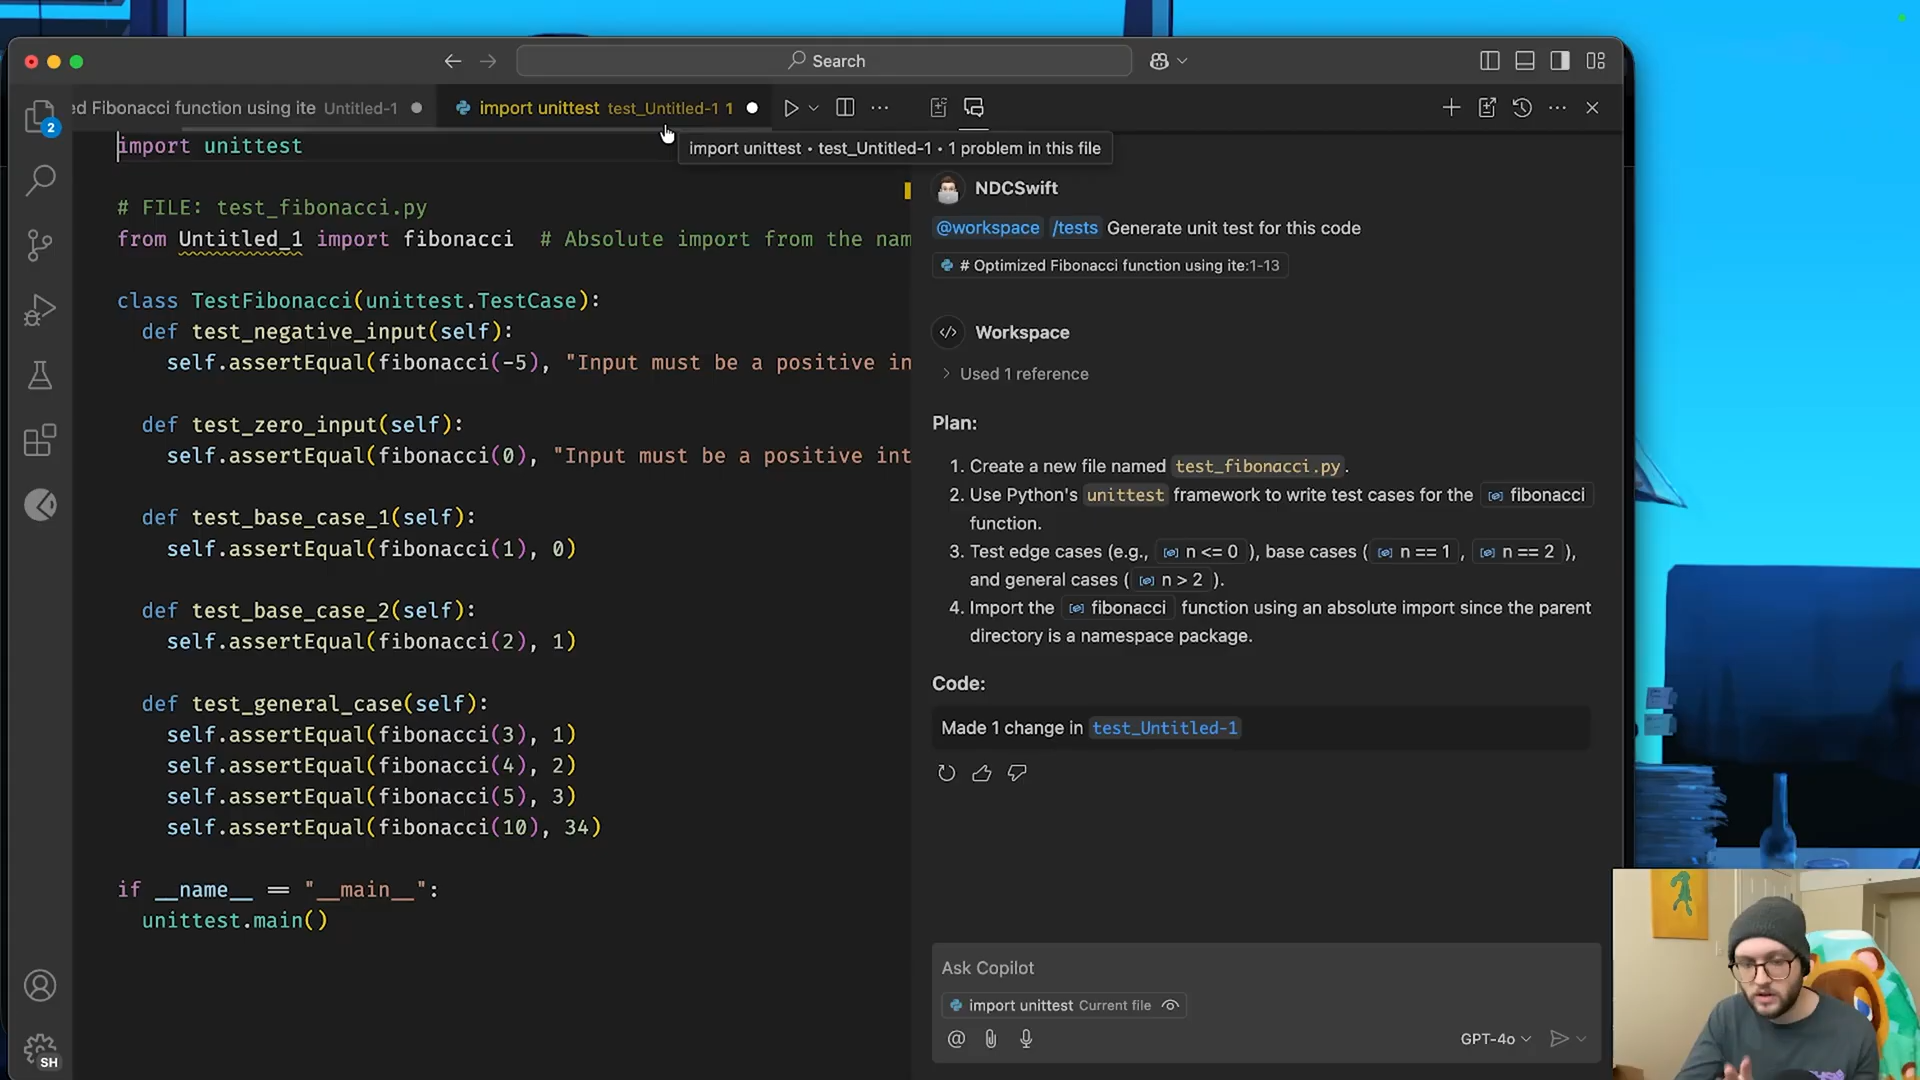 Search
ed Fibonacci function using ite Untitled-1
import unittest test_Untitled-1 1
import unittest • test_Untitled-1 • 1 problem in this file
2
import unittest
# FILE: test_fibonacci.py
from Untitled_1 import fibonacci # Absolute import from the nam
class TestFibonacci(unittest.TestCase):
def test_negative_input(self):
self.assertEqual(fibonacci(-5), "Input must be a positive in
def test_zero_input(self):
self.assertEqual(fibonacci(0), "Input must be a positive int
def test_base_case_1(self):
self.assertEqual(fibonacci(1), 0)
def test_base_case_2(self):
self.assertEqual(fibonacci(2), 1)
def test_general_case(self):
self.assertEqual(fibonacci(3), 1)
self.assertEqual(fibonacci(4), 2)
self.assertEqual(fibonacci(5), 3)
self.assertEqual(fibonacci(10), 34)
if __name__ == "__main__":
unittest.main()
SH
NDCSwift
@workspace /tests Generate unit test for this code
# Optimized Fibonacci function using ite:1-13
Workspace
Used 1 reference
Plan:
1. Create a new file named test_fibonacci.py.
2. Use Python's unittest framework to write test cases for the fibonacci
function.
3. Test edge cases (e.g., n <= 0), base cases (n == 1, n == 2),
and general cases (n > 2).
4. Import the fibonacci function using an absolute import since the parent
directory is a namespace package.
Code:
Made 1 change in test_Untitled-1
Ask Copilot
import unittest Current file
GPT-4o